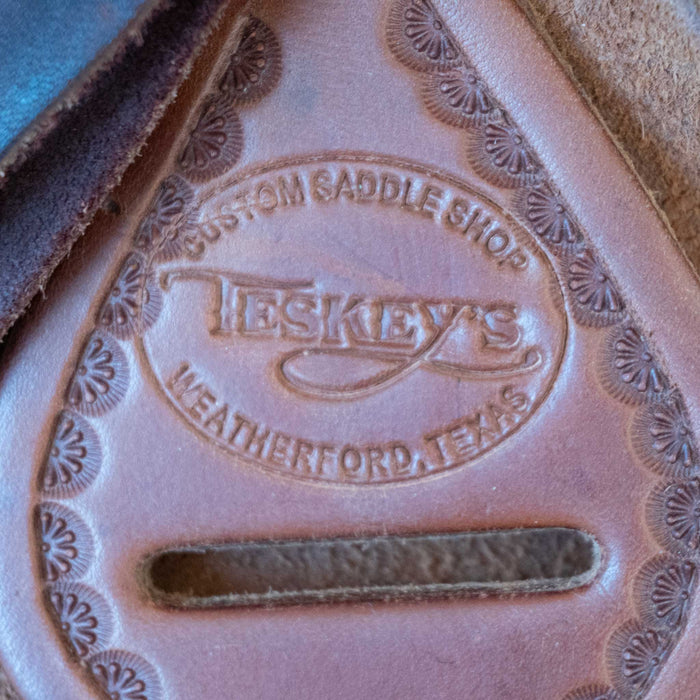 CUSTOM SADDLE SHOP
TESKEY'S
WEATHERFORD, TEXAS